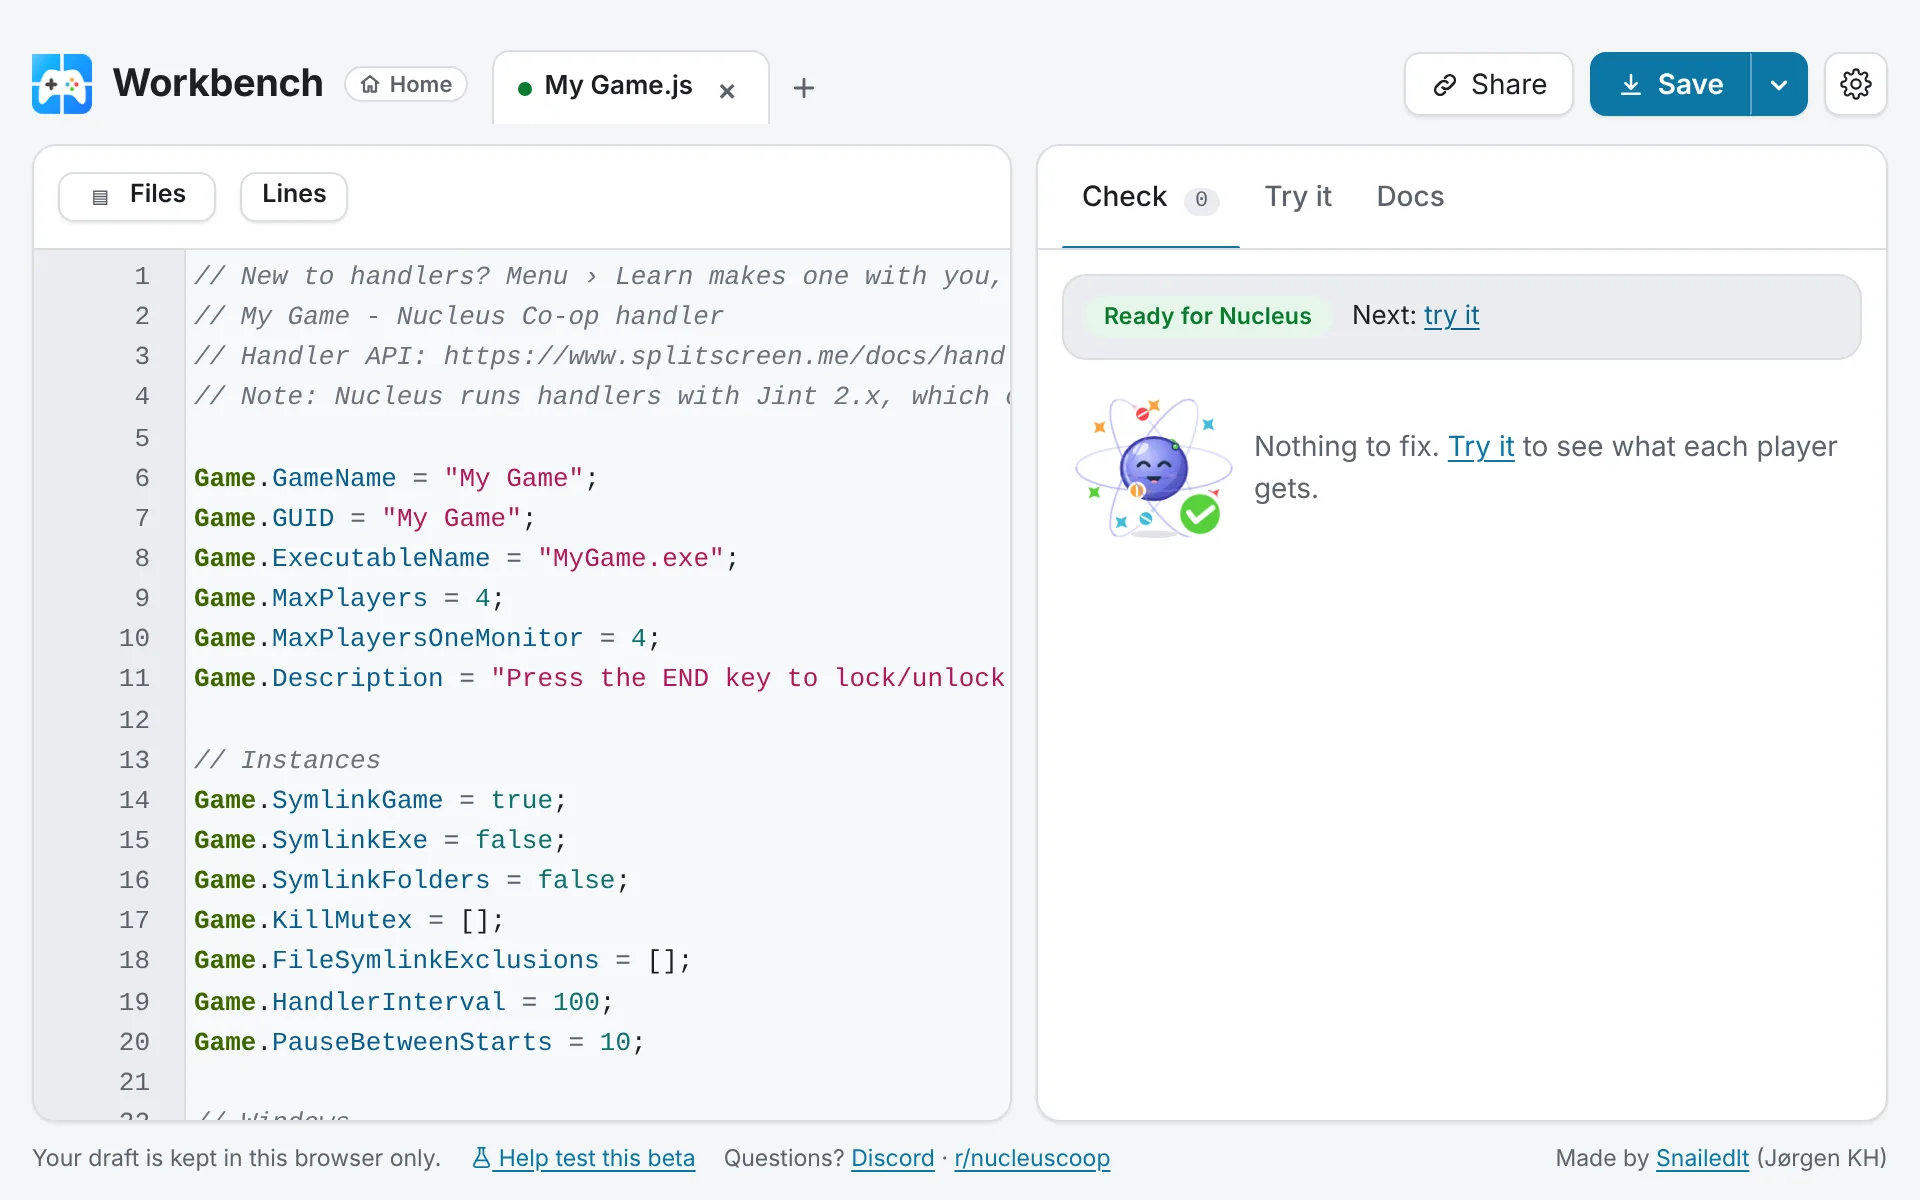 Workbench
Home
My Game.js
Share
Save
Files
Lines
1 // New to handlers? Menu › Learn makes one with you,
2 // My Game - Nucleus Co-op handler
3 // Handler API: https://www.splitscreen.me/docs/hand
4 // Note: Nucleus runs handlers with Jint 2.x, which
5
6 Game.GameName = "My Game";
7 Game.GUID = "My Game";
8 Game.ExecutableName = "MyGame.exe";
9 Game.MaxPlayers = 4;
10 Game.MaxPlayersOneMonitor = 4;
11 Game.Description = "Press the END key to lock/unlock
12
13 // Instances
14 Game.SymlinkGame = true;
15 Game.SymlinkExe = false;
16 Game.SymlinkFolders = false;
17 Game.KillMutex = [];
18 Game.FileSymlinkExclusions = [];
19 Game.HandlerInterval = 100;
20 Game.PauseBetweenStarts = 10;
21
22 // Windows
Check 0
Try it
Docs
Ready for Nucleus Next: try it
Nothing to fix. Try it to see what each player
gets.
Your draft is kept in this browser only. Help test this beta Questions? Discord · r/nucleuscoop
Made by Snailedlt (Jørgen KH)